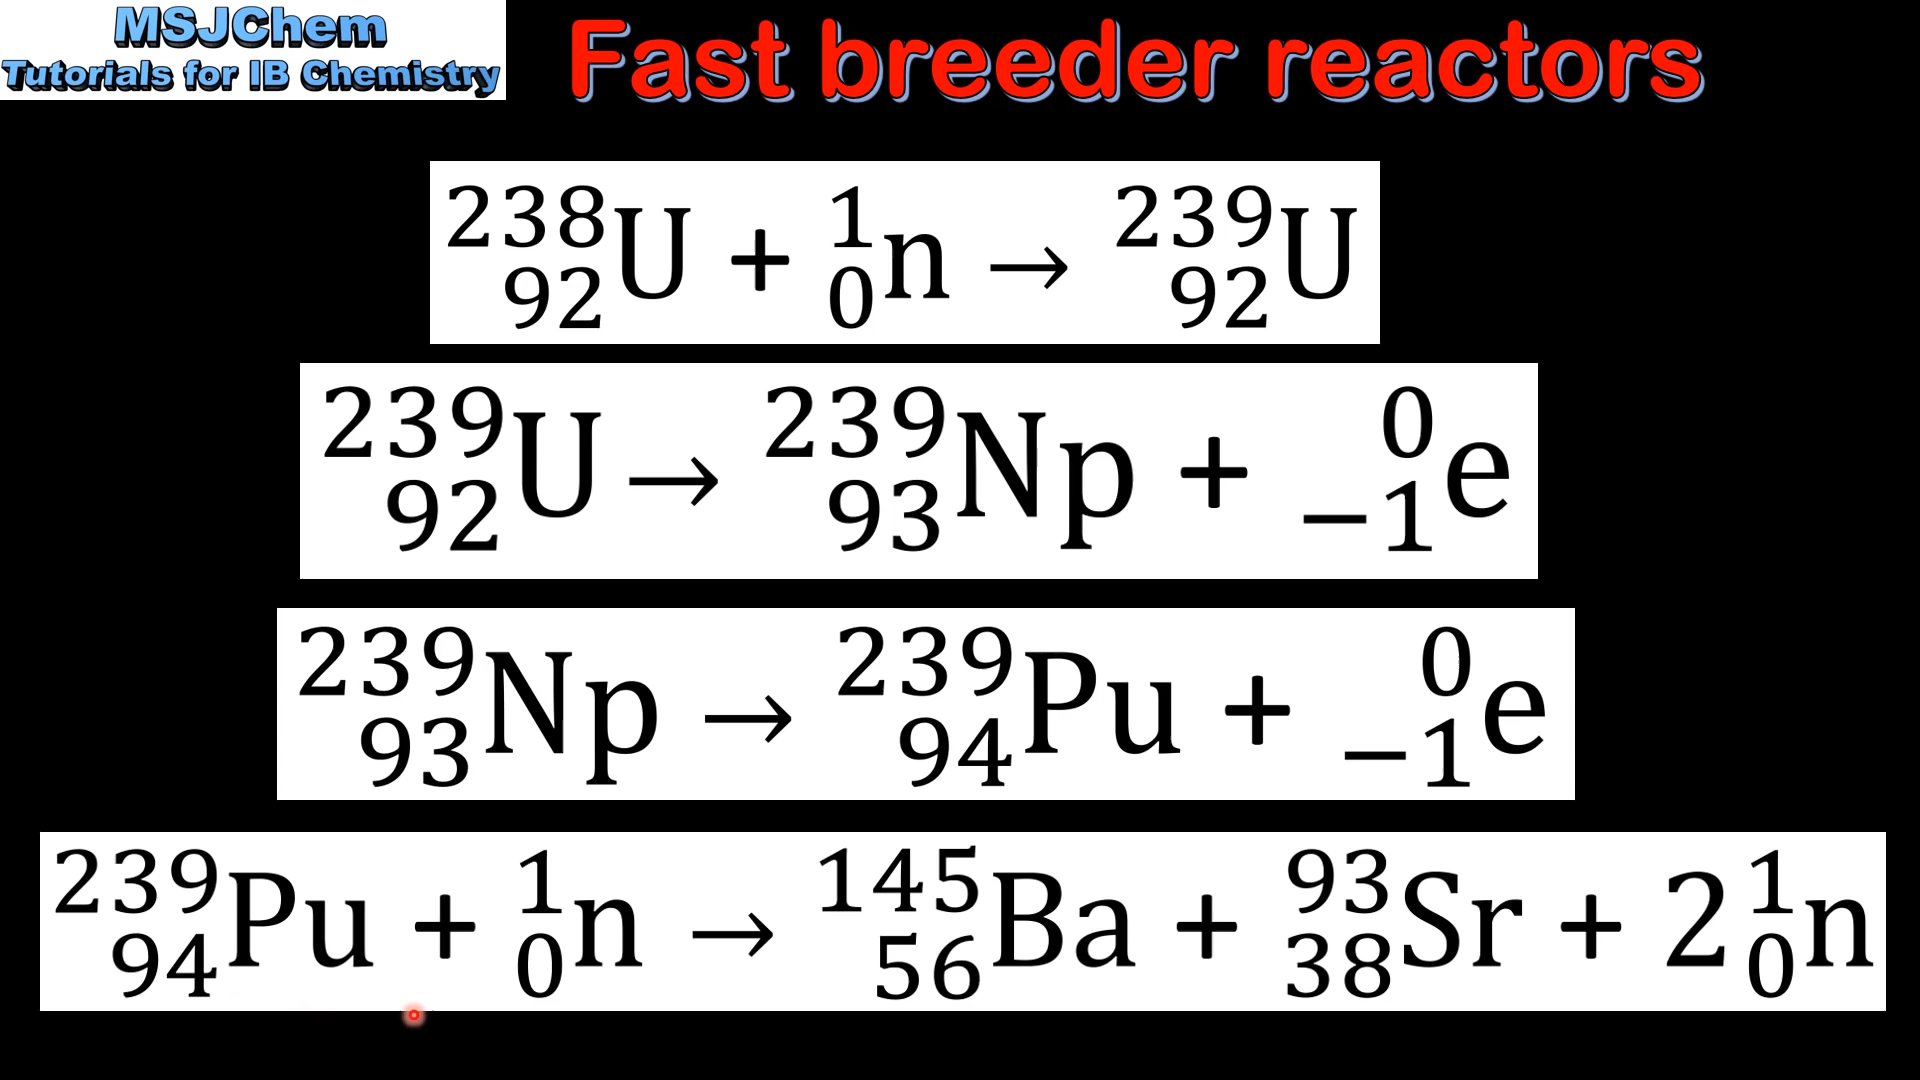 MSJChem
Tutorials for IB Chemistry
Fast breeder reactors
²³⁸₉₂U + ¹₀n → ²³⁹₉₂U
²³⁹₉₂U → ²³⁹₉₃Np + ⁰₋₁e
²³⁹₉₃Np → ²³⁹₉₄Pu + ⁰₋₁e
²³⁹₉₄Pu + ¹₀n → ¹⁴⁵₅₆Ba + ⁹³₃₈Sr + 2¹₀n